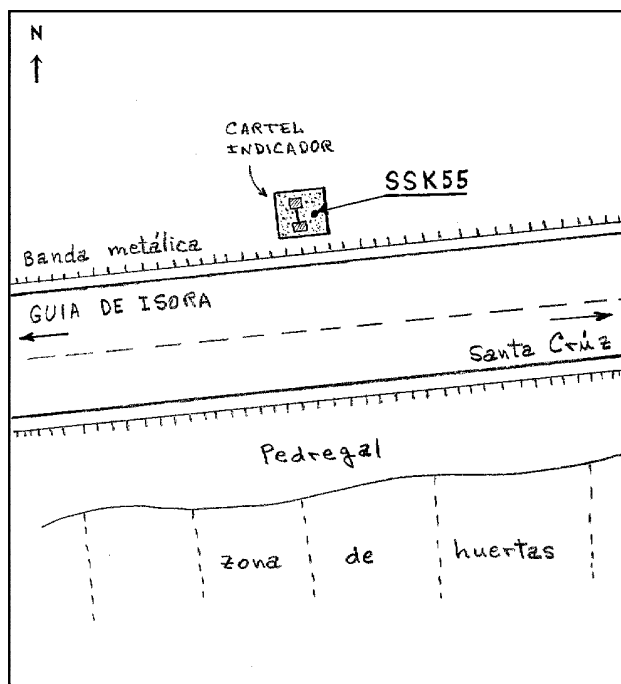 N
CARTEL
INDICADOR
SSK55
Banda metálica
GUIA DE ISORA
Santa Crúz
Pedregal
zona de huertas